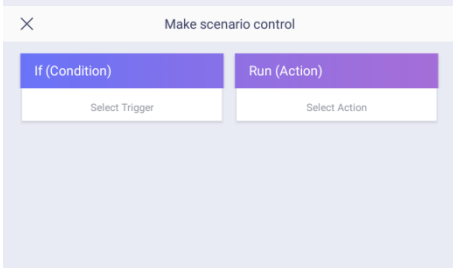 Make scenario control
If (Condition)
Run (Action)
Select Trigger
Select Action